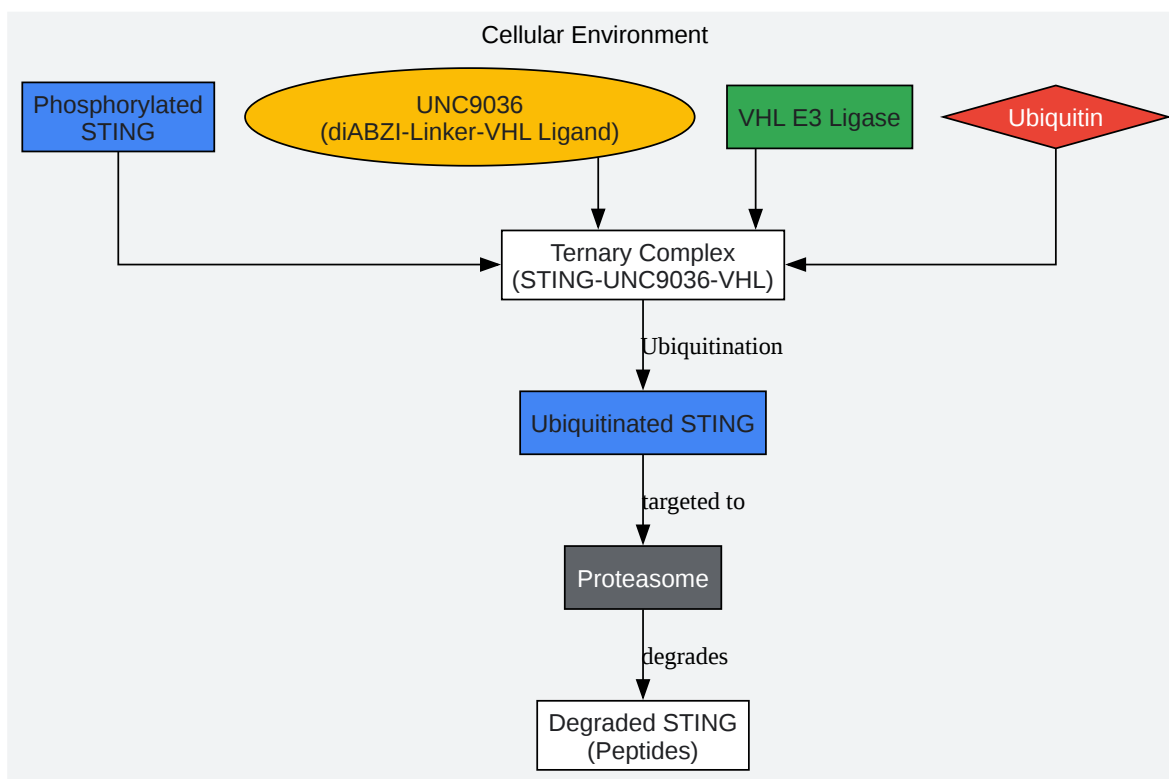 Cellular Environment
Phosphorylated
STING
UNC9036
(diABZI-Linker-VHL Ligand)
VHL E3 Ligase
Ubiquitin
Ternary Complex
(STING-UNC9036-VHL)
Ubiquitination
Ubiquitinated STING
targeted to
Proteasome
degrades
Degraded STING
(Peptides)